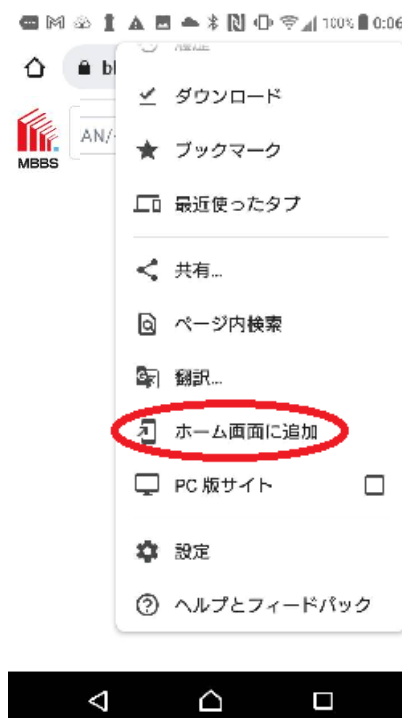 100% 0:06
bl
AN/
MBBS
ダウンロード
ブックマーク
最近使ったタブ
共有...
ページ内検索
翻訳...
ホーム画面に追加
PC 版サイト
設定
ヘルプとフィードバック